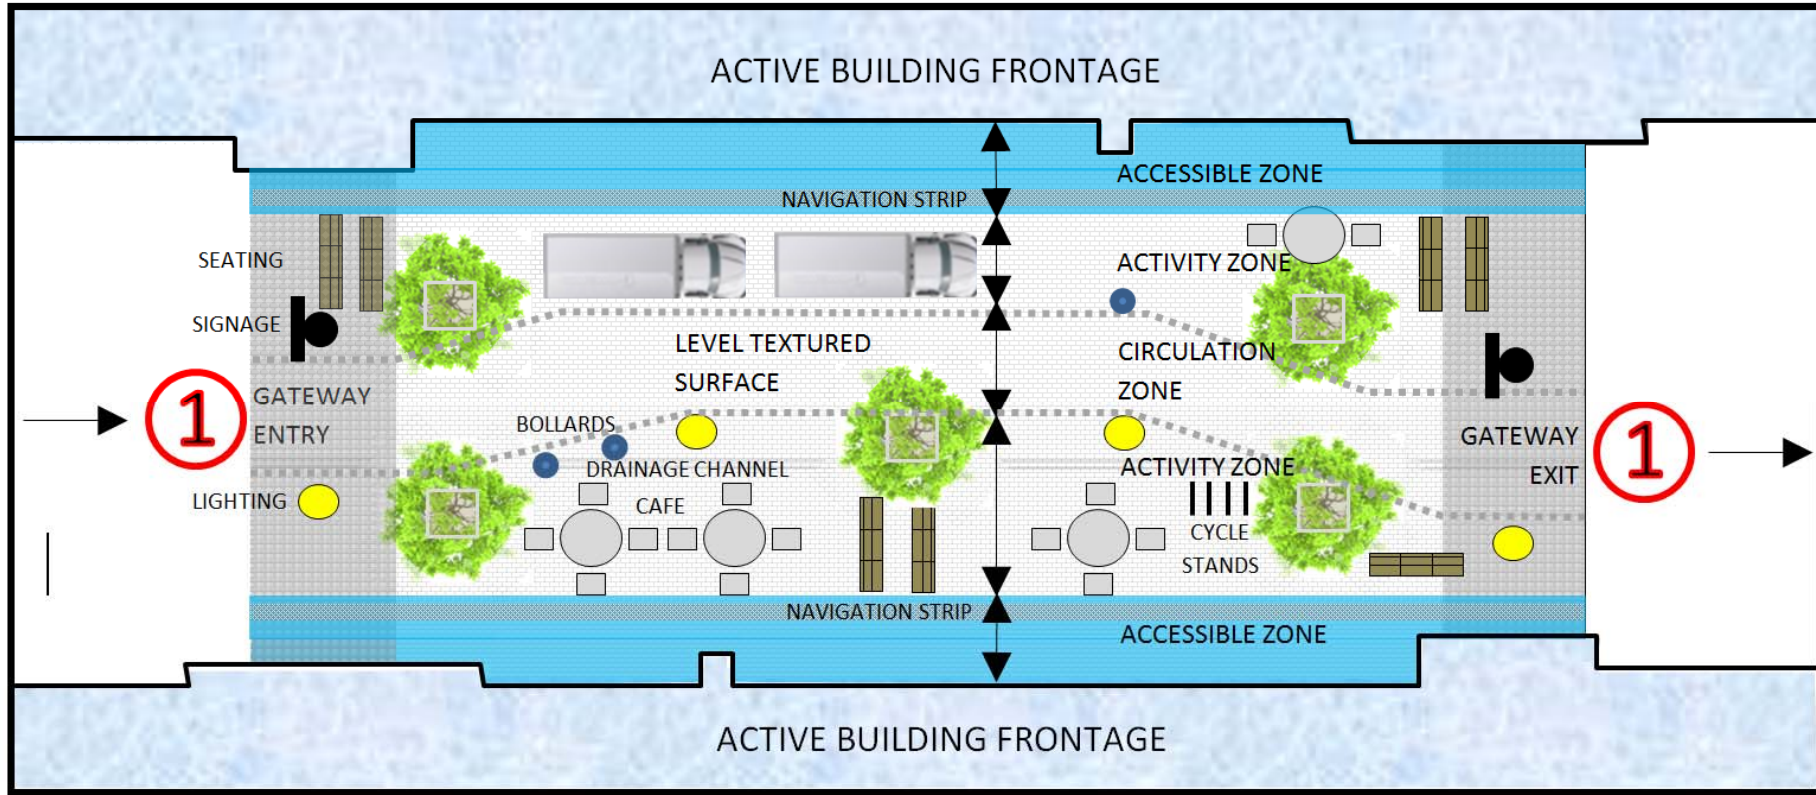 ACTIVE BUILDING FRONTAGE
ACCESSIBLE ZONE
NAVIGATION STRIP
SEATING
ACTIVITY ZONE
SIGNAGE
LEVEL TEXTURED
SURFACE
CIRCULATION
ZONE
1
GATEWAY
ENTRY
BOLLARDS
GATEWAY
EXIT
1
DRAINAGE CHANNEL
ACTIVITY ZONE
LIGHTING
CAFE
CYCLE
STANDS
NAVIGATION STRIP
ACCESSIBLE ZONE
ACTIVE BUILDING FRONTAGE